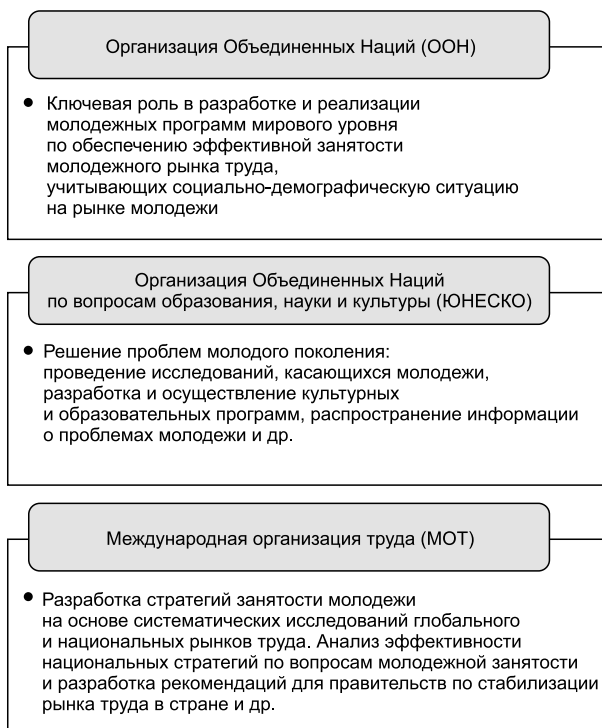 Организация Объединенных Наций (ООН)
● Ключевая роль в разработке и реализации
молодежных программ мирового уровня
по обеспечению эффективной занятости
молодежного рынка труда,
учитывающих социально-демографическую ситуацию
на рынке молодежи
Организация Объединенных Наций
по вопросам образования, науки и культуры (ЮНЕСКО)
● Решение проблем молодого поколения:
проведение исследований, касающихся молодежи,
разработка и осуществление культурных
и образовательных программ, распространение информации
о проблемах молодежи и др.
Международная организация труда (МОТ)
● Разработка стратегий занятости молодежи
на основе систематических исследований глобального
и национальных рынков труда. Анализ эффективности
национальных стратегий по вопросам молодежной занятости
и разработка рекомендаций для правительств по стабилизации
рынка труда в стране и др.